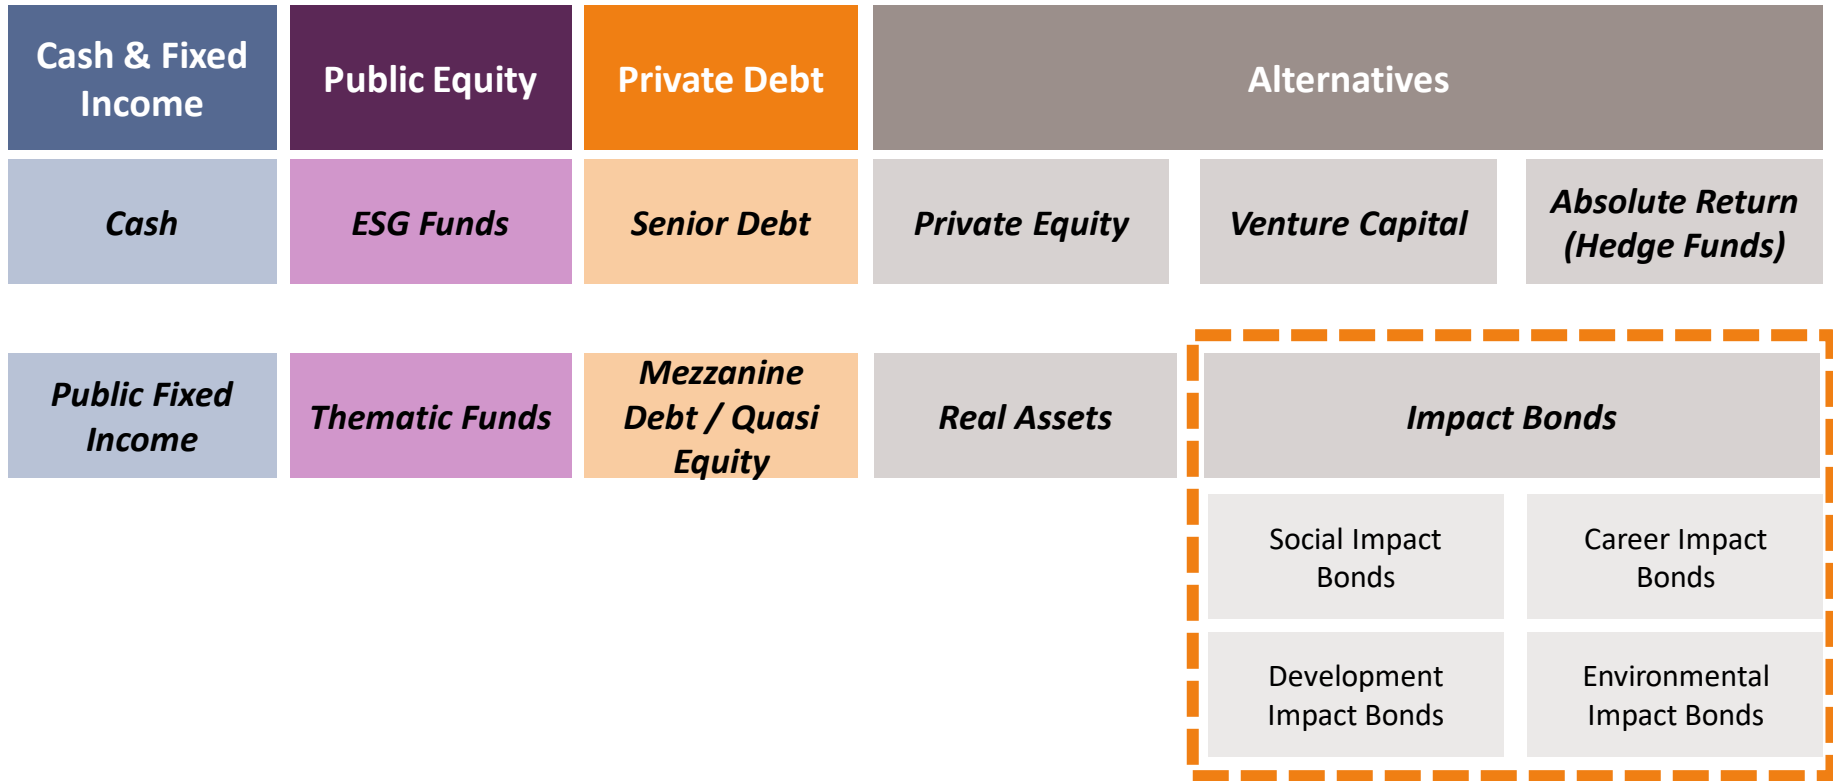 Cash & Fixed
Income
Public Equity
Private Debt
Alternatives
Cash
ESG Funds
Senior Debt
Private Equity
Venture Capital
Absolute Return
(Hedge Funds)
Public Fixed
Income
Thematic Funds
Mezzanine
Debt / Quasi
Equity
Real Assets
Impact Bonds
Social Impact
Bonds
Career Impact
Bonds
Development
Impact Bonds
Environmental
Impact Bonds